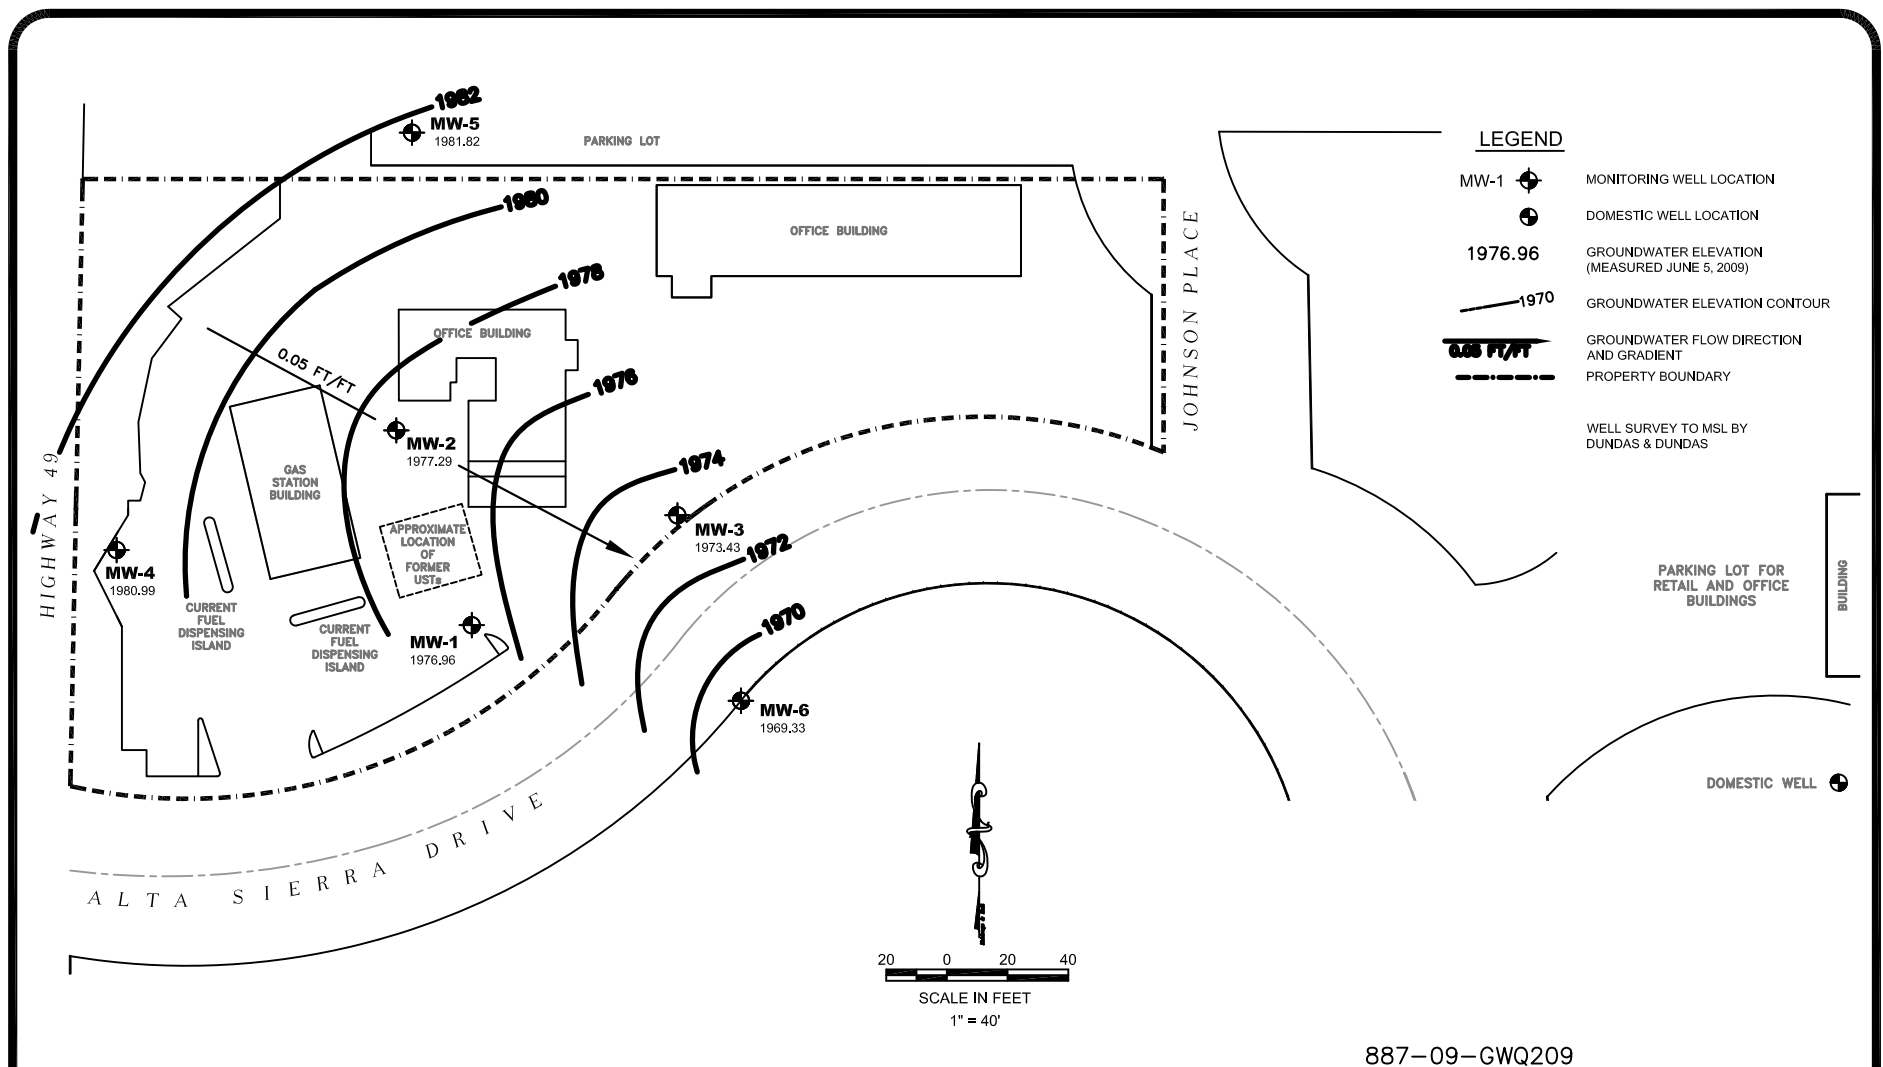 1982
MW-5
1981.82
PARKING LOT
1980
OFFICE BUILDING
1978
OFFICE BUILDING
0.05 FT/FT
1976
MW-2
1977.29
GAS
STATION
BUILDING
1974
APPROXIMATE
LOCATION
OF
FORMER
USTs
MW-3
1973.43
1972
HIGHWAY 49
MW-4
1980.99
CURRENT
FUEL
DISPENSING
ISLAND
CURRENT
FUEL
DISPENSING
ISLAND
MW-1
1976.96
1970
MW-6
1969.33
JOHNSON PLACE
ALTA SIERRA DRIVE
LEGEND
MW-1 MONITORING WELL LOCATION
DOMESTIC WELL LOCATION
1976.96 GROUNDWATER ELEVATION
(MEASURED JUNE 5, 2009)
1970 GROUNDWATER ELEVATION CONTOUR
0.05 FT/FT GROUNDWATER FLOW DIRECTION
AND GRADIENT
PROPERTY BOUNDARY
WELL SURVEY TO MSL BY
DUNDAS & DUNDAS
PARKING LOT FOR
RETAIL AND OFFICE
BUILDINGS
BUILDING
DOMESTIC WELL
20 0 20 40
SCALE IN FEET
1" = 40'
887-09-GWQ209